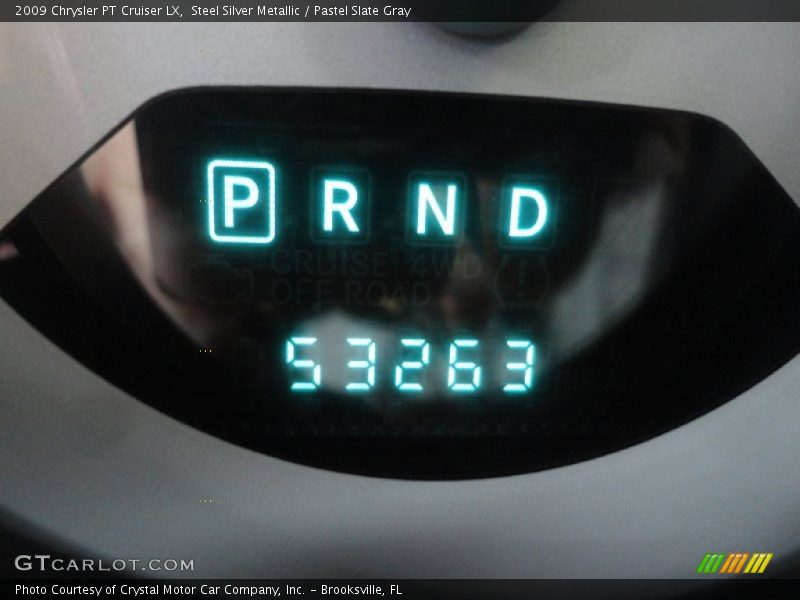 2009 Chrysler PT Cruiser LX, Steel Silver Metallic / Pastel Slate Gray
P R N D
CRUISE 4WD
OFF ROAD
53263
GTCARLOT.COM
Photo Courtesy of Crystal Motor Car Company, Inc. – Brooksville, FL